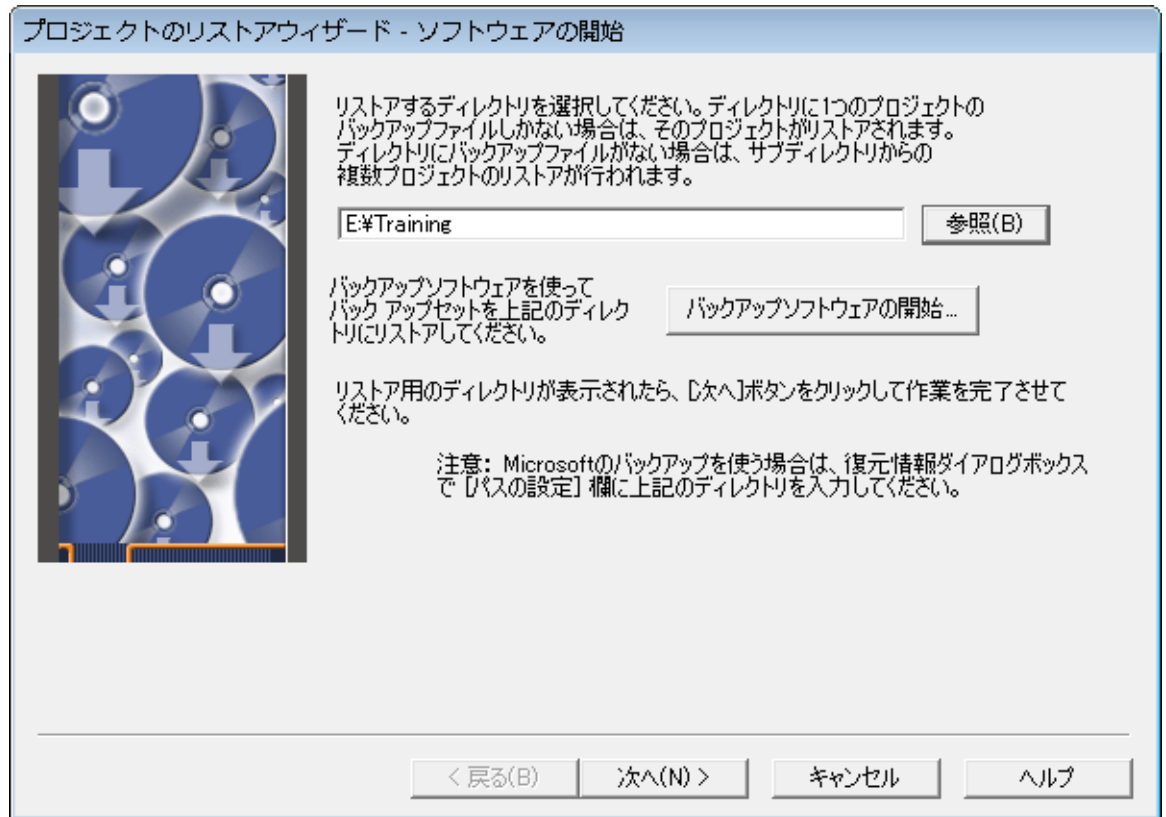 プロジェクトのリストアウィザード - ソフトウェアの開始
リストアするディレクトリを選択してください。ディレクトリに1つのプロジェクトの
バックアップファイルしかない場合は、そのプロジェクトがリストアされます。
ディレクトリにバックアップファイルがない場合は、サブディレクトリからの
複数プロジェクトのリストアが行われます。
E:¥Training
参照(B)
バックアップソフトウェアを使って
バック アップセットを上記のディレク
トリにリストアしてください。
バックアップソフトウェアの開始...
リストア用のディレクトリが表示されたら、[次へ]ボタンをクリックして作業を完了させて
ください。
注意: Microsoftのバックアップを使う場合は、復元情報ダイアログボックス
で [パスの設定] 欄に上記のディレクトリを入力してください。
< 戻る(B)
次へ(N) >
キャンセル
ヘルプ